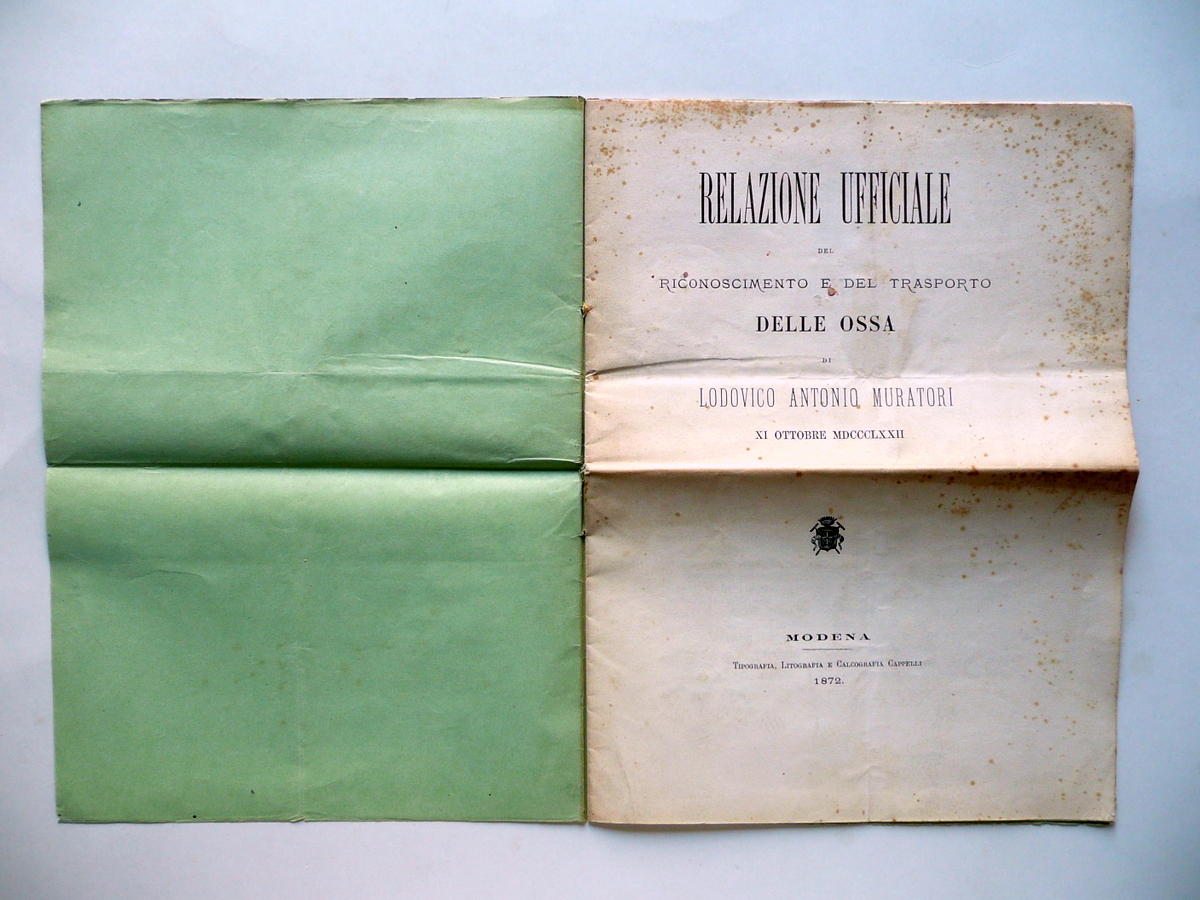 RELAZIONE UFFICIALE
DEL
RICONOSCIMENTO E DEL TRASPORTO
DELLE OSSA
DI
LODOVICO ANTONIO MURATORI
XI OTTOBRE MDCCCLXXII
MODENA
TIPOGRAFIA, LITOGRAFIA E CALCOGRAFIA CAPPELLI
1872.